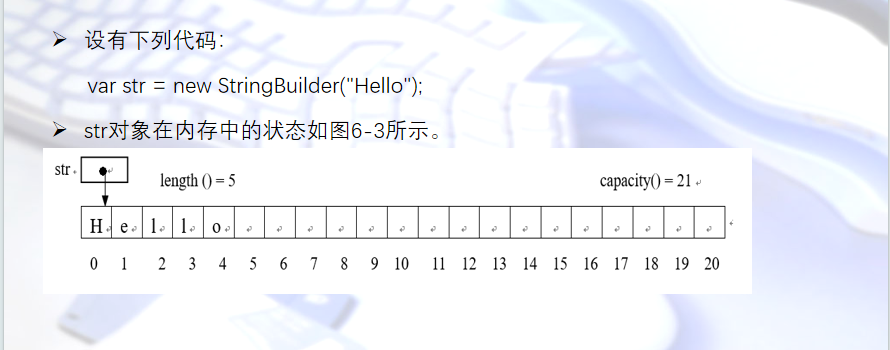 ➢ 设有下列代码：
var str = new StringBuilder("Hello");
➢ str对象在内存中的状态如图6-3所示。
str
length () = 5
capacity() = 21
H e l l o
0 1 2 3 4 5 6 7 8 9 10 11 12 13 14 15 16 17 18 19 20